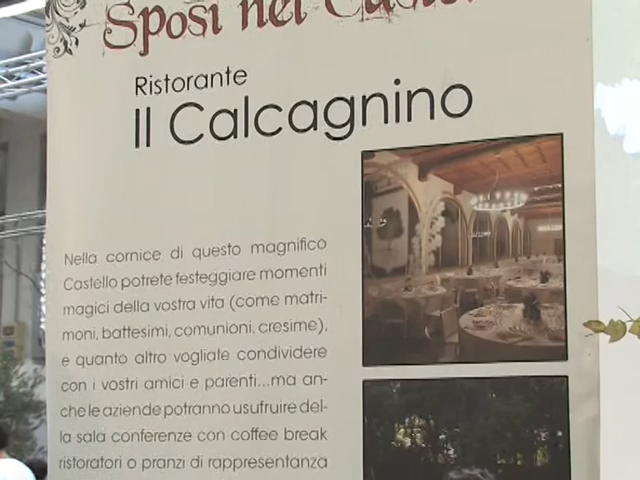 Sposi nel Castello
Ristorante
Il Calcagnino
Nella cornice di questo magnifico
Castello potrete festeggiare momenti
magici della vostra vita (come matri-
moni, battesimi, comunioni, cresime),
e quanto altro vogliate condividere
con i vostri amici e parenti...ma an-
che le aziende potranno usufruire del-
la sala conferenze con coffee break
ristoratori o pranzi di rappresentanza